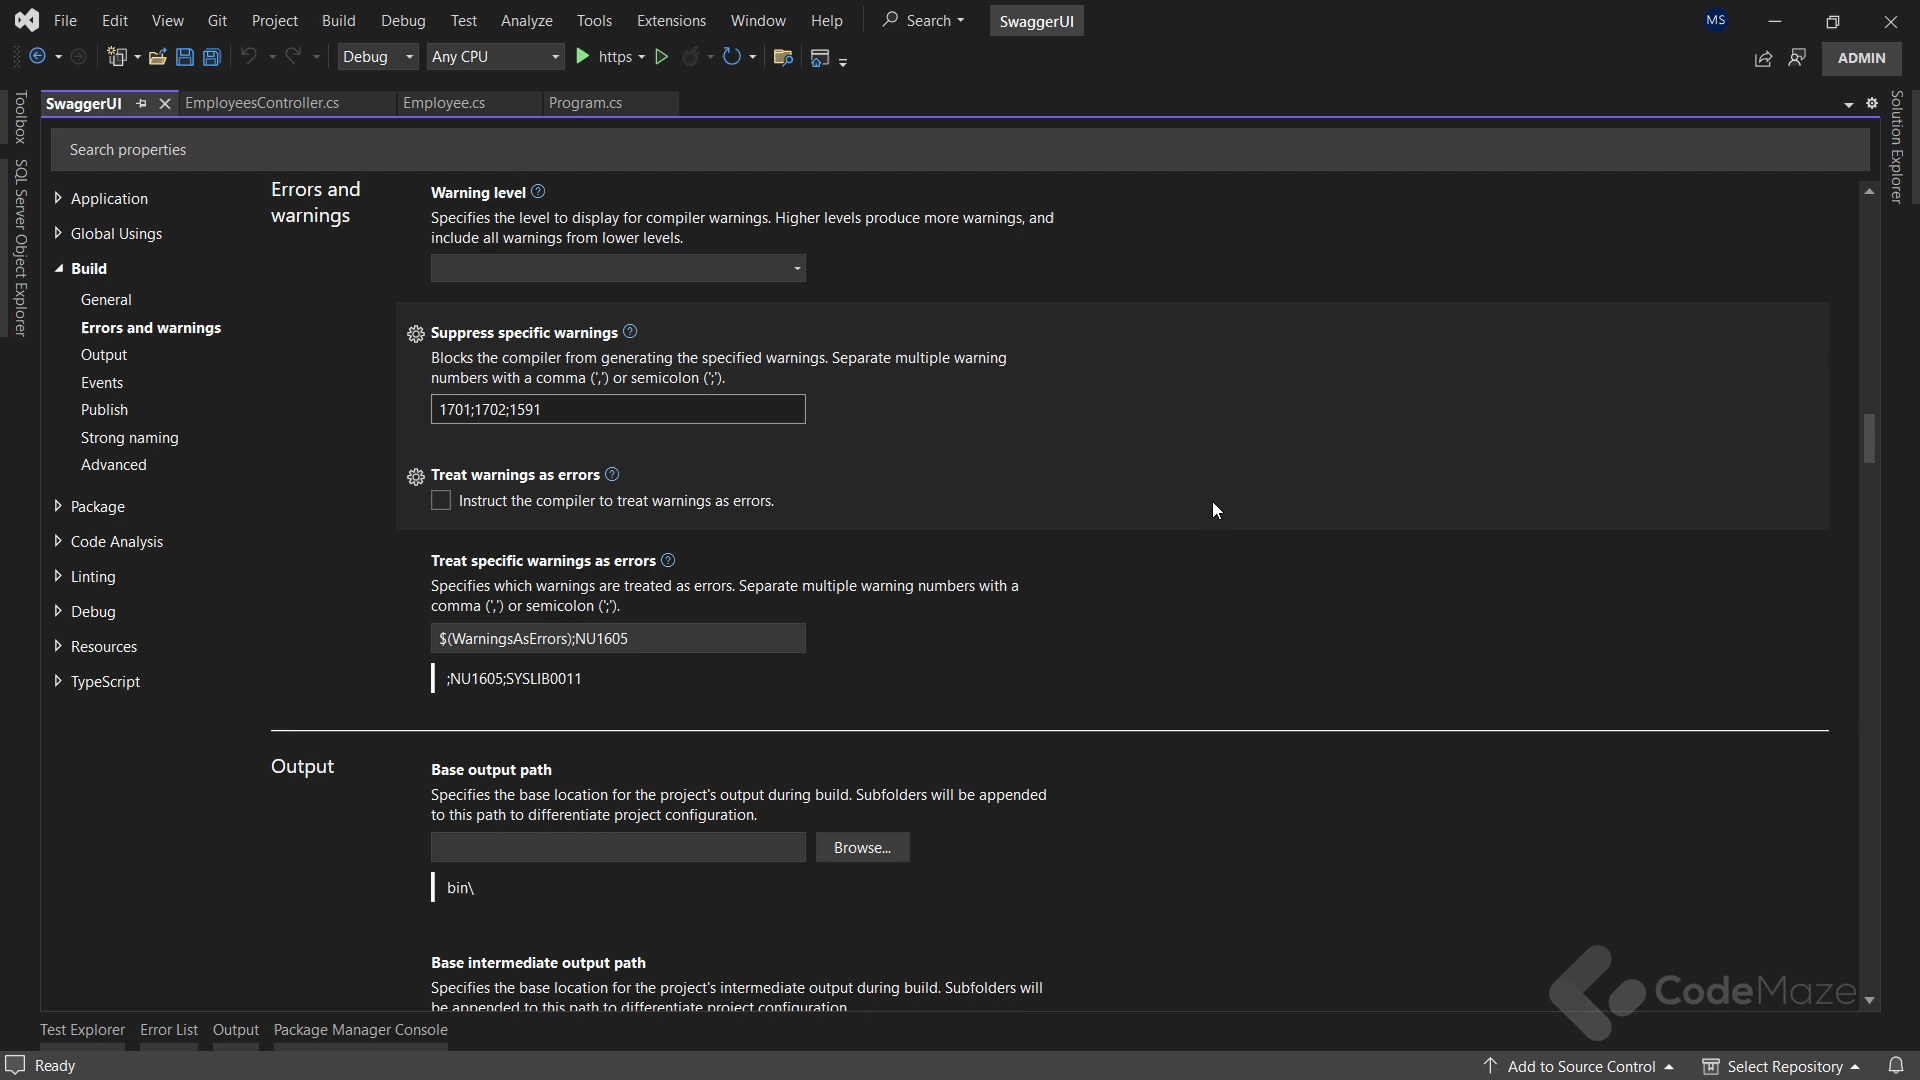 File Edit View Git Project Build Debug Test Analyze Tools Extensions Window Help Search SwaggerUI MS
Debug Any CPU https ADMIN
SwaggerUI EmployeesController.cs Employee.cs Program.cs
Toolbox
SQL Server Object Explorer
Solution Explorer
Search properties
Application
Global Usings
Build
General
Errors and warnings
Output
Events
Publish
Strong naming
Advanced
Package
Code Analysis
Linting
Debug
Resources
TypeScript
Errors and
warnings
Warning level
Specifies the level to display for compiler warnings. Higher levels produce more warnings, and
include all warnings from lower levels.
Suppress specific warnings
Blocks the compiler from generating the specified warnings. Separate multiple warning
numbers with a comma (',') or semicolon (';').
1701;1702;1591
Treat warnings as errors
Instruct the compiler to treat warnings as errors.
Treat specific warnings as errors
Specifies which warnings are treated as errors. Separate multiple warning numbers with a
comma (',') or semicolon (';').
$(WarningsAsErrors);NU1605
;NU1605;SYSLIB0011
Output
Base output path
Specifies the base location for the project's output during build. Subfolders will be appended
to this path to differentiate project configuration.
Browse...
bin\
Base intermediate output path
Specifies the base location for the project's intermediate output during build. Subfolders will
be appended to this path to differentiate project configuration.
CodeMaze
Test Explorer Error List Output Package Manager Console
Ready Add to Source Control Select Repository